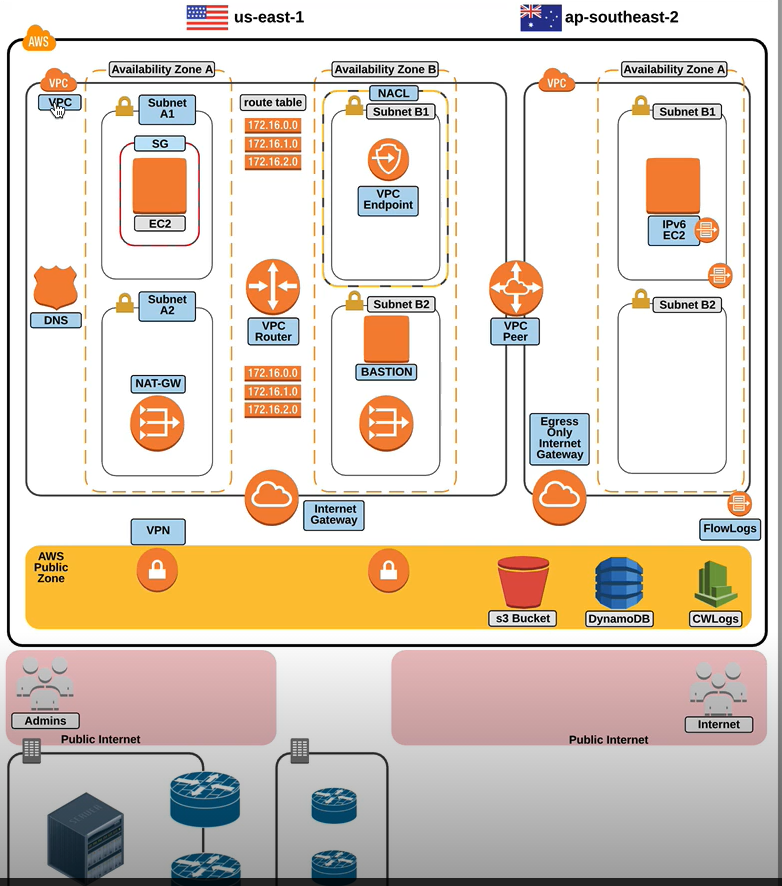 us-east-1
ap-southeast-2
AWS
VPC
VPC
Availability Zone A
Subnet
A1
SG
EC2
route table
172.16.0.0
172.16.1.0
172.16.2.0
Availability Zone B
NACL
Subnet B1
VPC
Endpoint
VPC
Availability Zone A
Subnet B1
IPv6
EC2
DNS
Subnet
A2
NAT-GW
VPC
Router
172.16.0.0
172.16.1.0
172.16.2.0
Subnet B2
BASTION
VPC
Peer
Subnet B2
Egress
Only
Internet
Gateway
Internet
Gateway
FlowLogs
VPN
AWS
Public
Zone
s3 Bucket
DynamoDB
CWLogs
Admins
Public Internet
Internet
Public Internet
SERVER